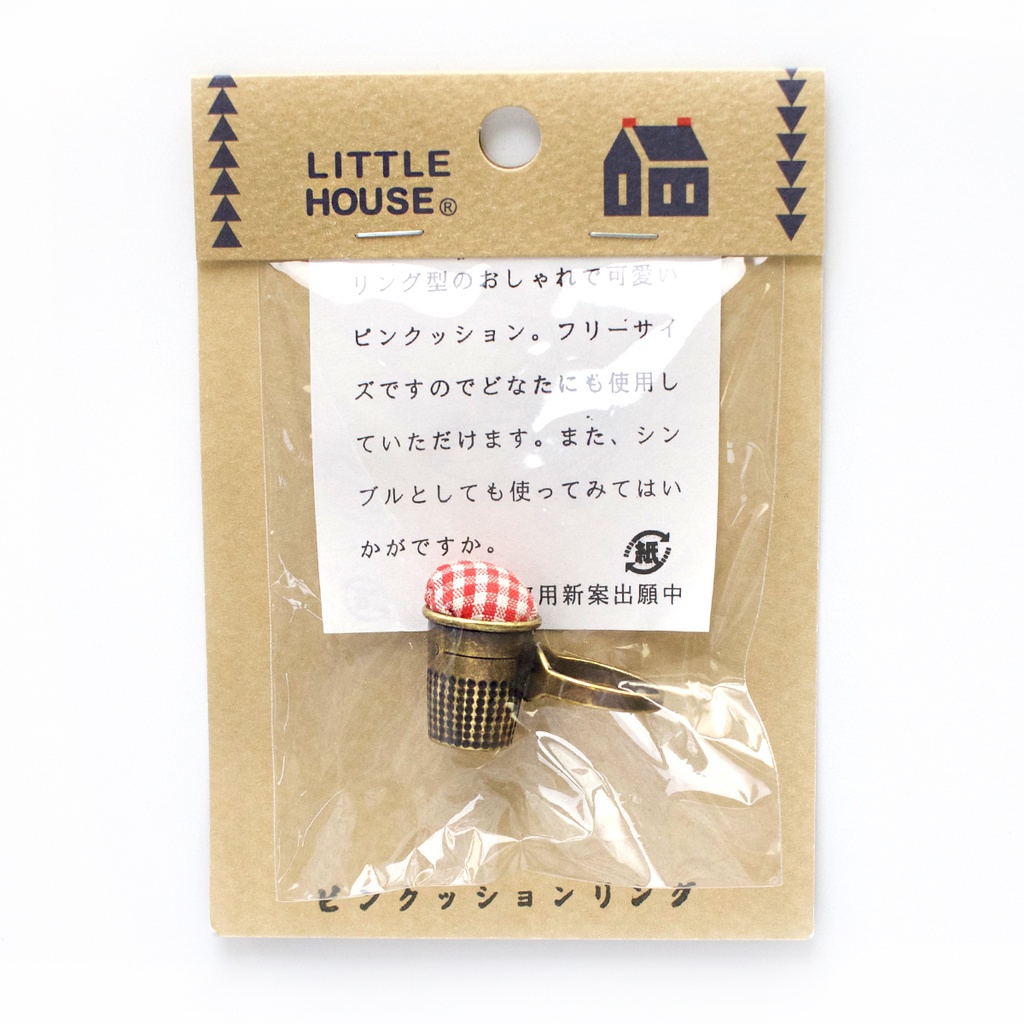 LITTLE
HOUSE®
リング型のおしゃれで可愛い
ピンクッション。フリーサイ
ズですのでどなたにも使用し
ていただけます。また、シン
ブルとしても使ってみてはい
かがですか。
紙
用新案出願中
ピンクッションリング